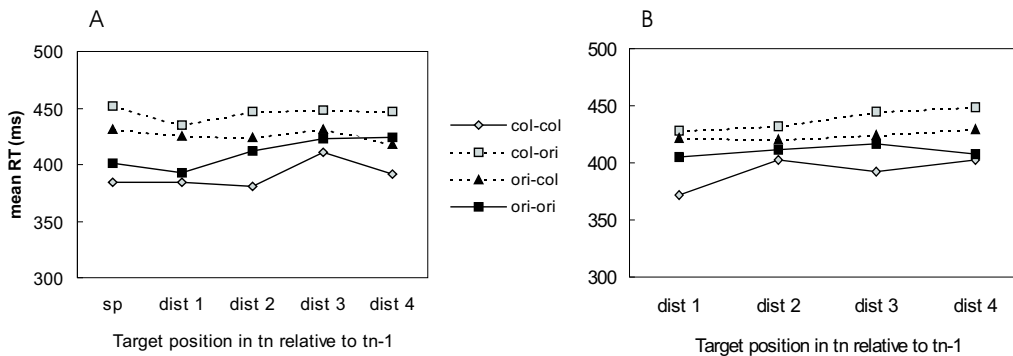 A
500
450
400
350
300
mean RT (ms)
sp dist 1 dist 2 dist 3 dist 4
Target position in tn relative to tn-1
col-col
col-ori
ori-col
ori-ori
B
500
450
400
350
300
dist 1 dist 2 dist 3 dist 4
Target position in tn relative to tn-1